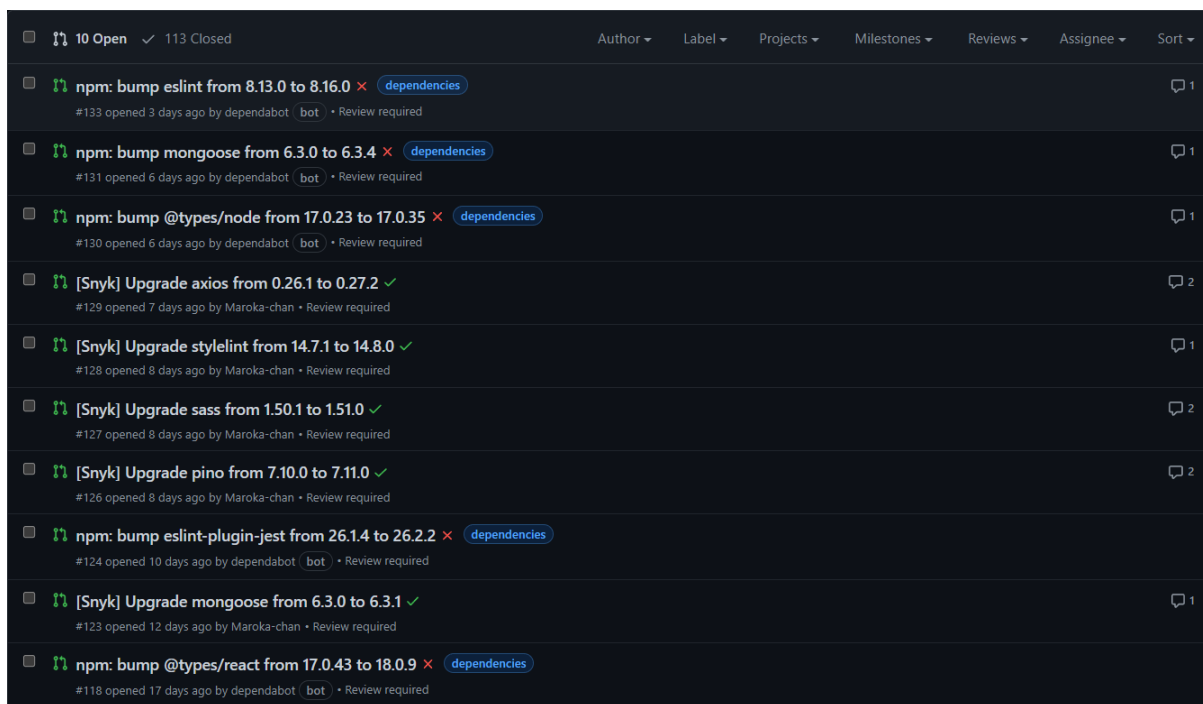 10 Open 113 Closed Author Label Projects Milestones Reviews Assignee Sort
npm: bump eslint from 8.13.0 to 8.16.0 dependencies 1
#133 opened 3 days ago by dependabot bot • Review required
npm: bump mongoose from 6.3.0 to 6.3.4 dependencies 1
#131 opened 6 days ago by dependabot bot • Review required
npm: bump @types/node from 17.0.23 to 17.0.35 dependencies 1
#130 opened 6 days ago by dependabot bot • Review required
[Snyk] Upgrade axios from 0.26.1 to 0.27.2 2
#129 opened 7 days ago by Maroka-chan • Review required
[Snyk] Upgrade stylelint from 14.7.1 to 14.8.0 1
#128 opened 8 days ago by Maroka-chan • Review required
[Snyk] Upgrade sass from 1.50.1 to 1.51.0 2
#127 opened 8 days ago by Maroka-chan • Review required
[Snyk] Upgrade pino from 7.10.0 to 7.11.0 2
#126 opened 8 days ago by Maroka-chan • Review required
npm: bump eslint-plugin-jest from 26.1.4 to 26.2.2 dependencies
#124 opened 10 days ago by dependabot bot • Review required
[Snyk] Upgrade mongoose from 6.3.0 to 6.3.1 1
#123 opened 12 days ago by Maroka-chan • Review required
npm: bump @types/react from 17.0.43 to 18.0.9 dependencies
#118 opened 17 days ago by dependabot bot • Review required